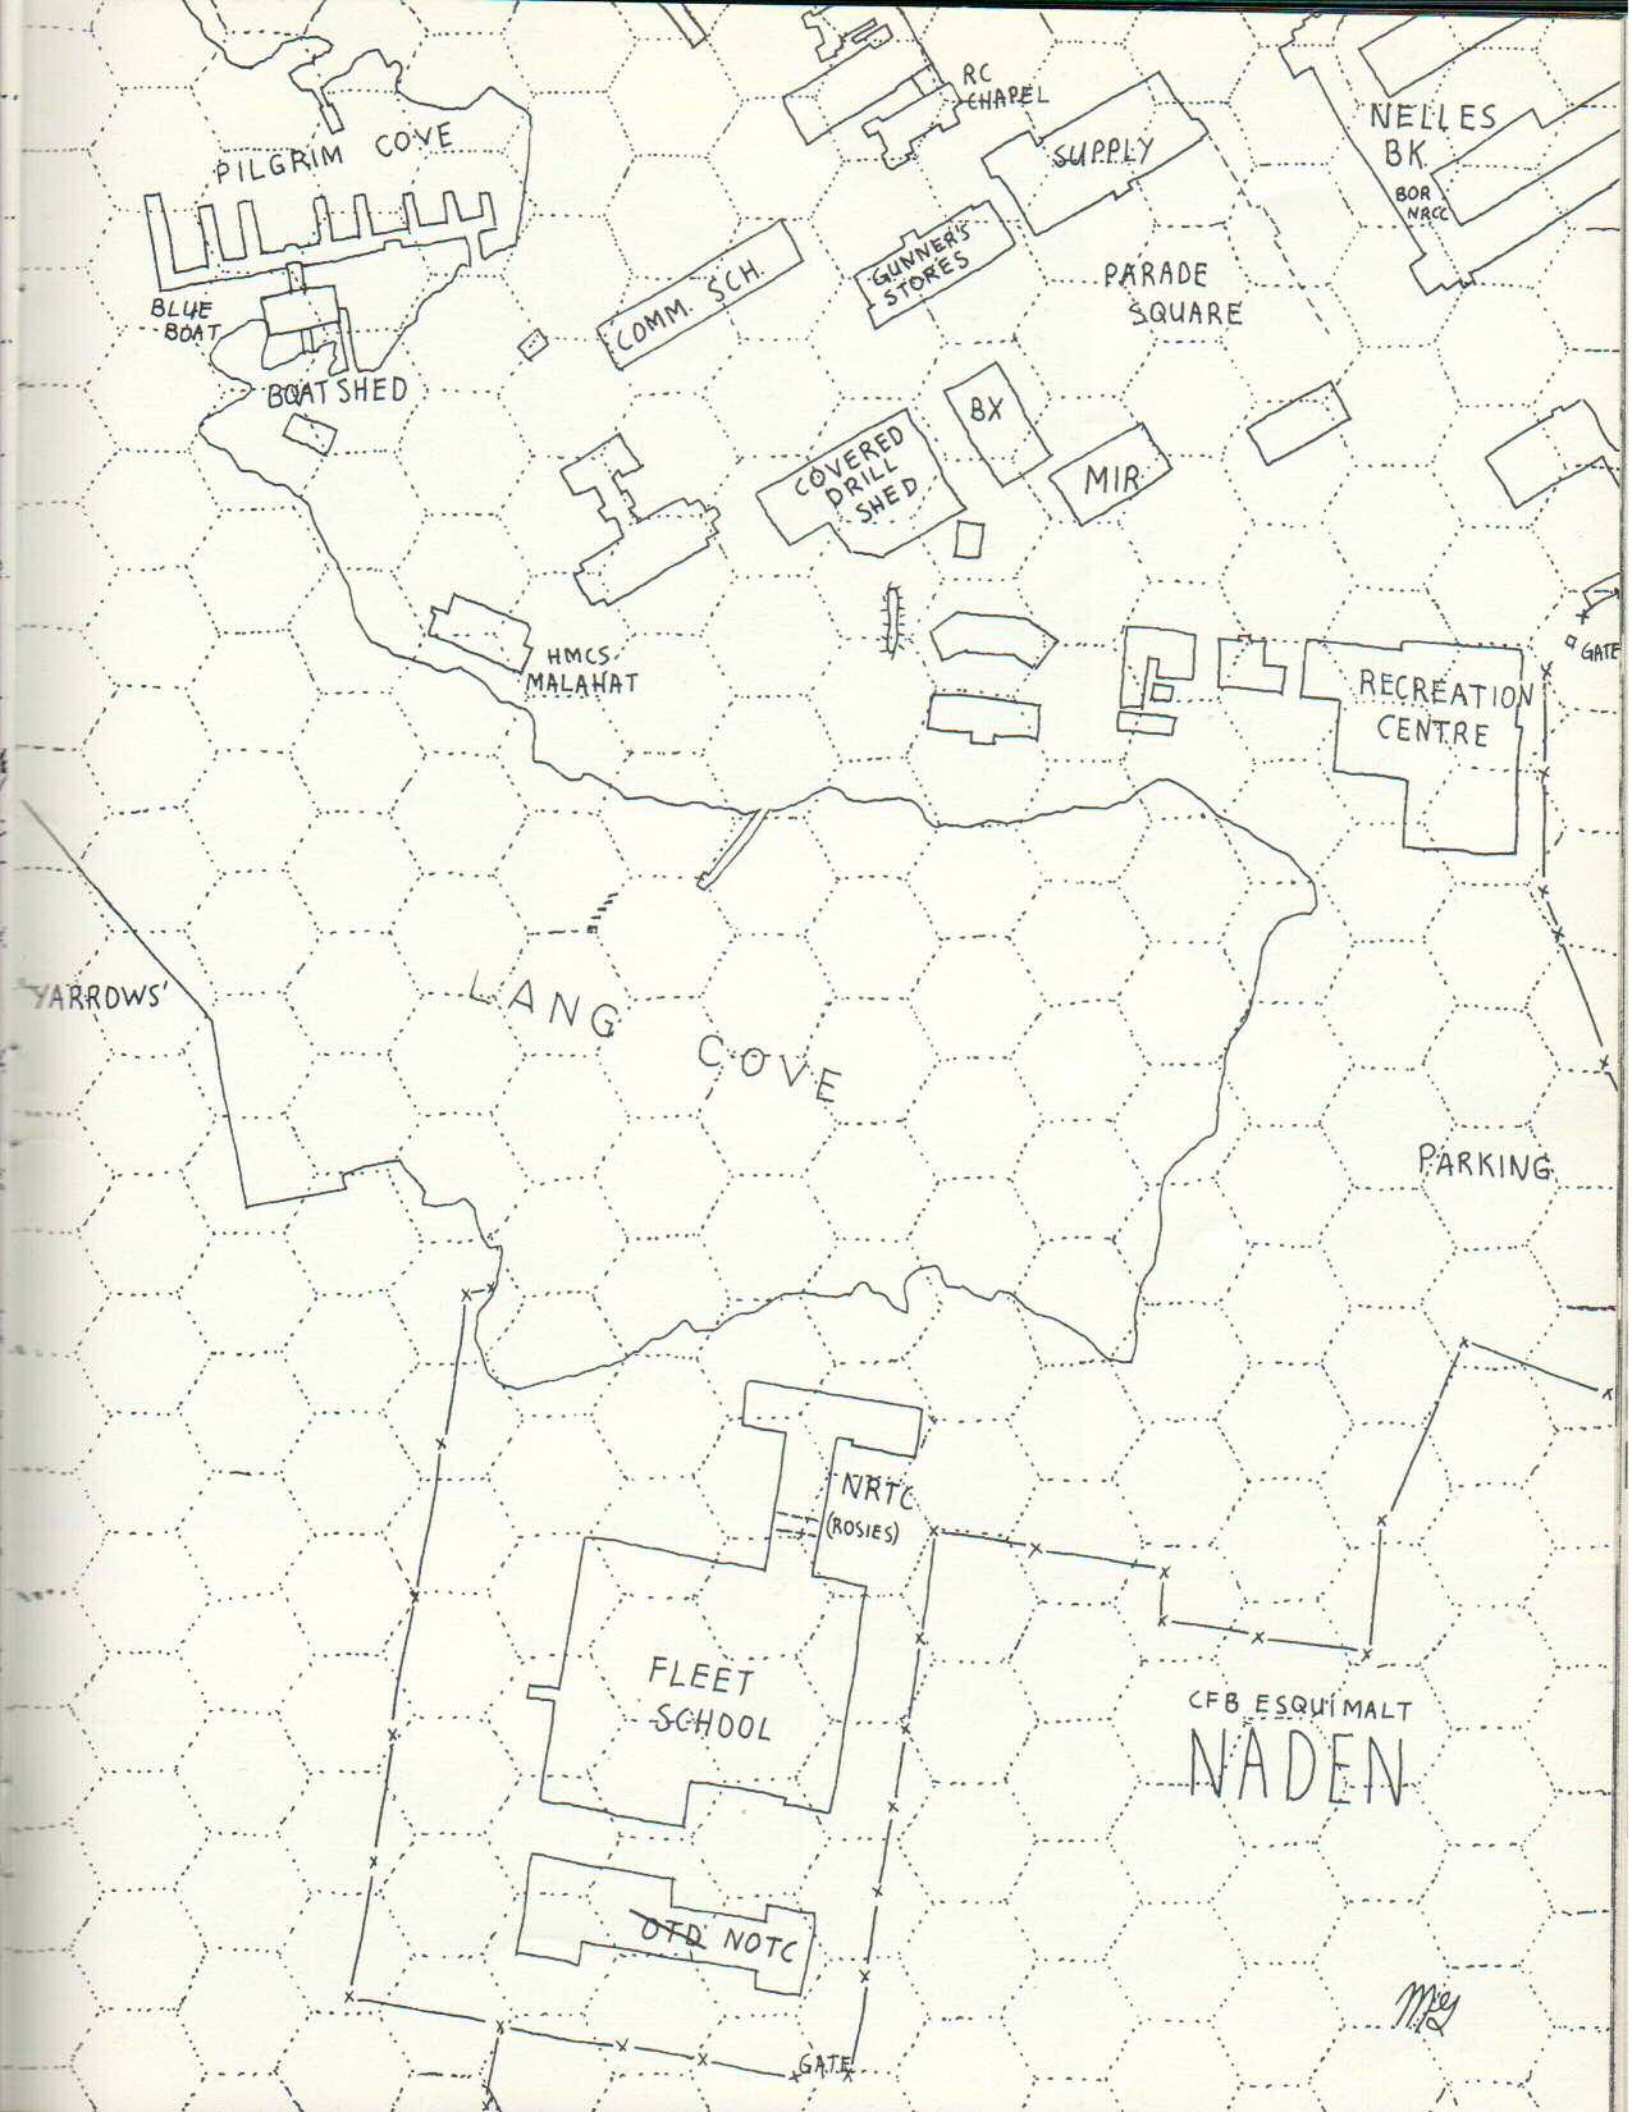 RC
CHAPEL
NELLES
BK
BOR
NRCC
PILGRIM COVE
SUPPLY
GUNNER'S
STORES
COMM. SCH.
PARADE
SQUARE
BLUE
BOAT
BOATSHED
BX
COVERED
DRILL
SHED
MIR
HMCS
MALAHAT
GATE
RECREATION
CENTRE
YARROWS'
LANG
COVE
PARKING
NRTC
(ROSIES)
FLEET
SCHOOL
CFB ESQUIMALT
NADEN
OTD NOTC
GATE